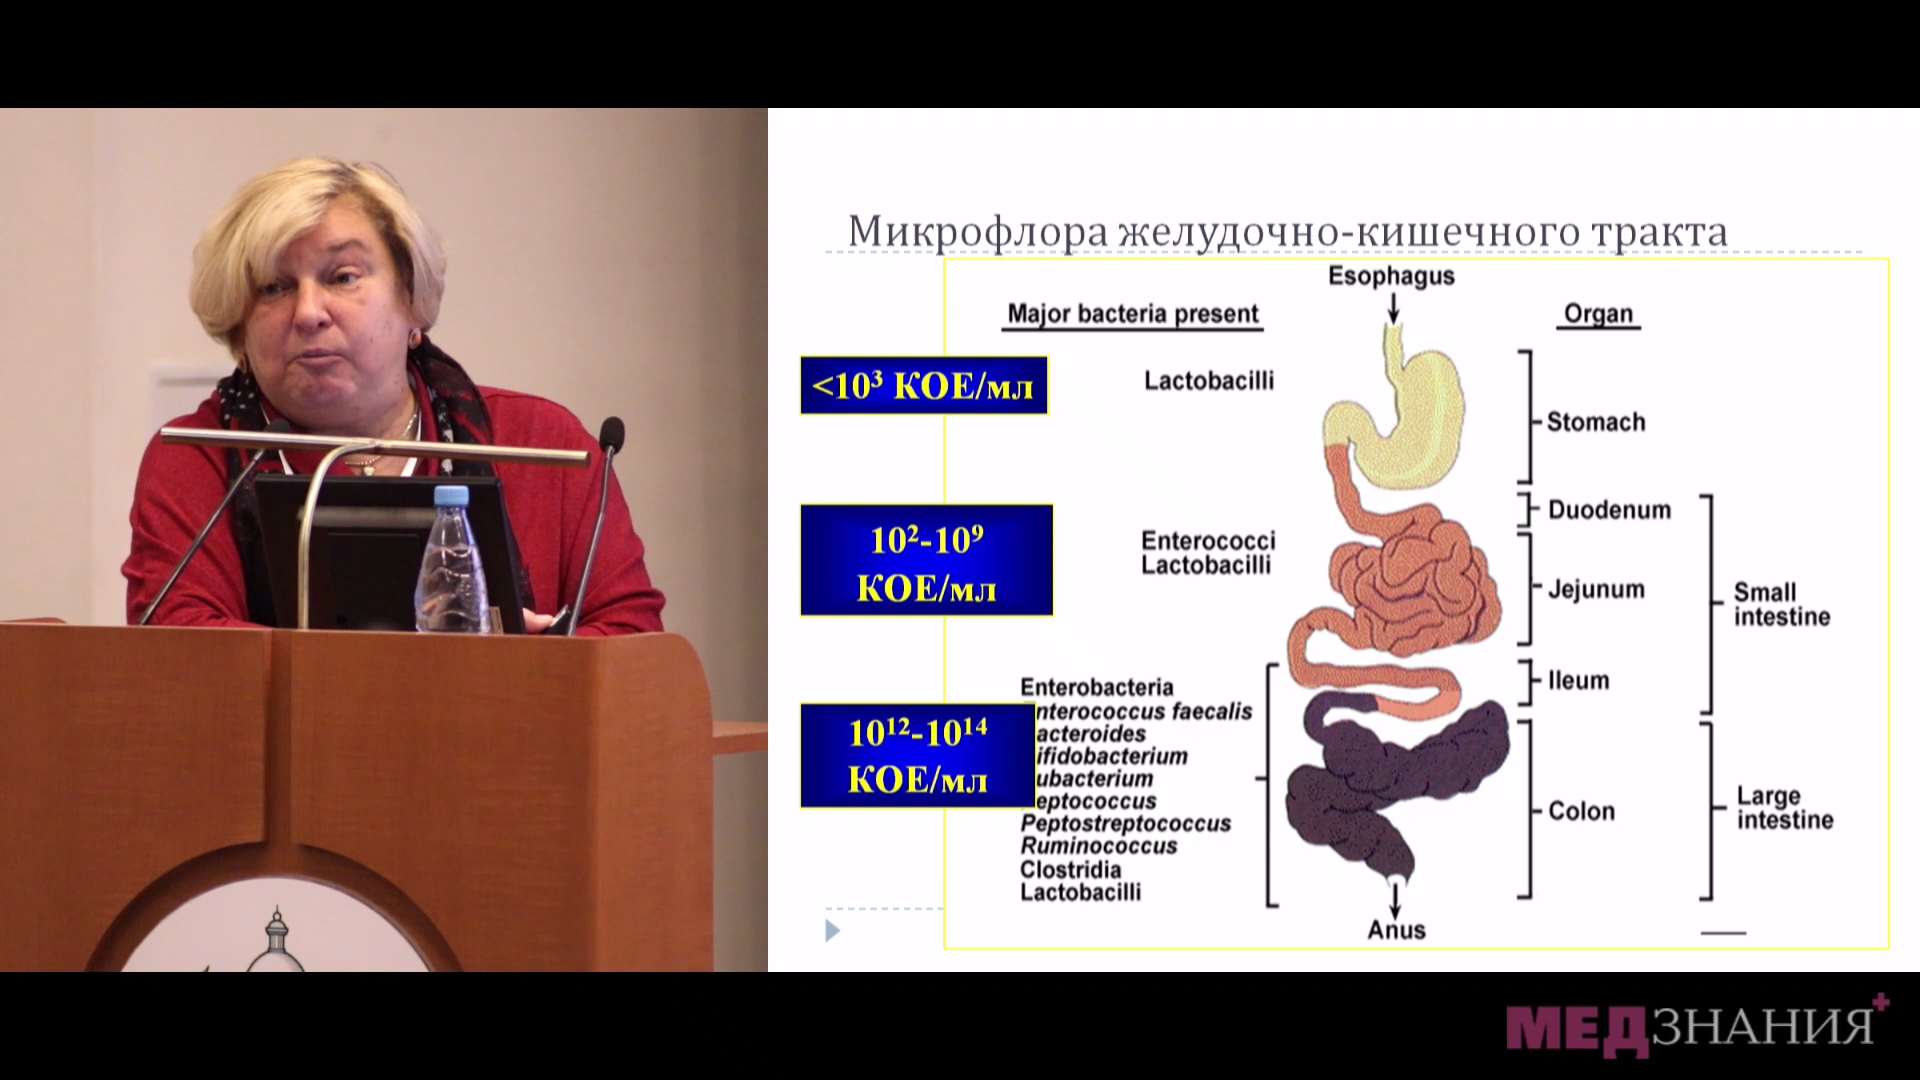 Микрофлора желудочно-кишечного тракта
Esophagus
Major bacteria present
Organ
<10³ КОЕ/мл
Lactobacilli
Stomach
Duodenum
10²-10⁹
КОЕ/мл
Enterococci
Lactobacilli
Jejunum
Small
intestine
Ileum
Enterobacteria
nterococcus faecalis
acteroides
ifidobacterium
ubacterium
eptococcus
Peptostreptococcus
Ruminococcus
Clostridia
Lactobacilli
10¹²-10¹⁴
КОЕ/мл
Colon
Large
intestine
Anus
МЕДЗНАНИЯ+